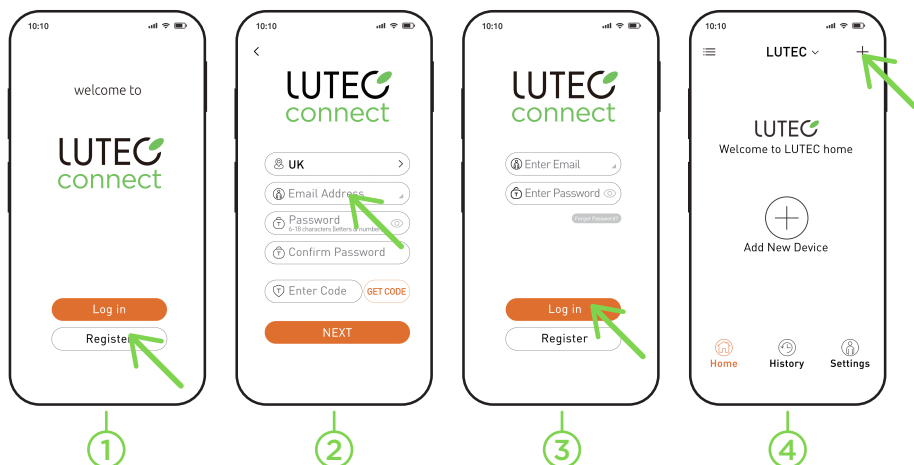 10:10
welcome to
LUTEC
connect
Log in
Register
1
10:10
LUTEC
connect
UK
Email Address
Password
6-18 characters (letters & numbers)
Confirm Password
Enter Code
GET CODE
NEXT
2
10:10
LUTEC
connect
Enter Email
Enter Password
Forgot Password?
Log in
Register
3
10:10
LUTEC
LUTEC
Welcome to LUTEC home
Add New Device
Home
History
Settings
4